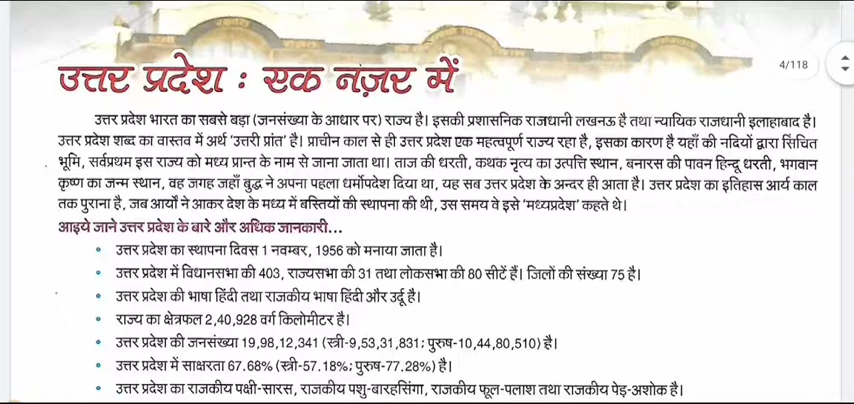 उत्तर प्रदेश : एक नज़र में
4/118
उत्तर प्रदेश भारत का सबसे बड़ा (जनसंख्या के आधार पर) राज्य है। इसकी प्रशासनिक राजधानी लखनऊ है तथा न्यायिक राजधानी इलाहाबाद है।
उत्तर प्रदेश शब्द का वास्तव में अर्थ 'उत्तरी प्रांत' है। प्राचीन काल से ही उत्तर प्रदेश एक महत्वपूर्ण राज्य रहा है, इसका कारण है यहाँ की नदियों द्वारा सिंचित
भूमि, सर्वप्रथम इस राज्य को मध्य प्रान्त के नाम से जाना जाता था। ताज की धरती, कथक नृत्य का उत्पत्ति स्थान, बनारस की पावन हिन्दू धरती, भगवान
कृष्ण का जन्म स्थान, वह जगह जहाँ बुद्ध ने अपना पहला धर्मोपदेश दिया था, यह सब उत्तर प्रदेश के अन्दर ही आता है। उत्तर प्रदेश का इतिहास आर्य काल
तक पुराना है, जब आर्यों ने आकर देश के मध्य में बस्तियों की स्थापना की थी, उस समय वे इसे 'मध्यप्रदेश' कहते थे।
आइये जाने उत्तर प्रदेश के बारे और अधिक जानकारी...
• उत्तर प्रदेश का स्थापना दिवस 1 नवम्बर, 1956 को मनाया जाता है।
• उत्तर प्रदेश में विधानसभा की 403, राज्यसभा की 31 तथा लोकसभा की 80 सीटें हैं। जिलों की संख्या 75 है।
• उत्तर प्रदेश की भाषा हिंदी तथा राजकीय भाषा हिंदी और उर्दू है।
• राज्य का क्षेत्रफल 2,40,928 वर्ग किलोमीटर है।
• उत्तर प्रदेश की जनसंख्या 19,98,12,341 (स्त्री-9,53,31,831; पुरुष-10,44,80,510) है।
• उत्तर प्रदेश में साक्षरता 67.68% (स्त्री-57.18%; पुरुष-77.28%) है।
• उत्तर प्रदेश का राजकीय पक्षी-सारस, राजकीय पशु-बारहसिंगा, राजकीय फूल-पलाश तथा राजकीय पेड़-अशोक है।